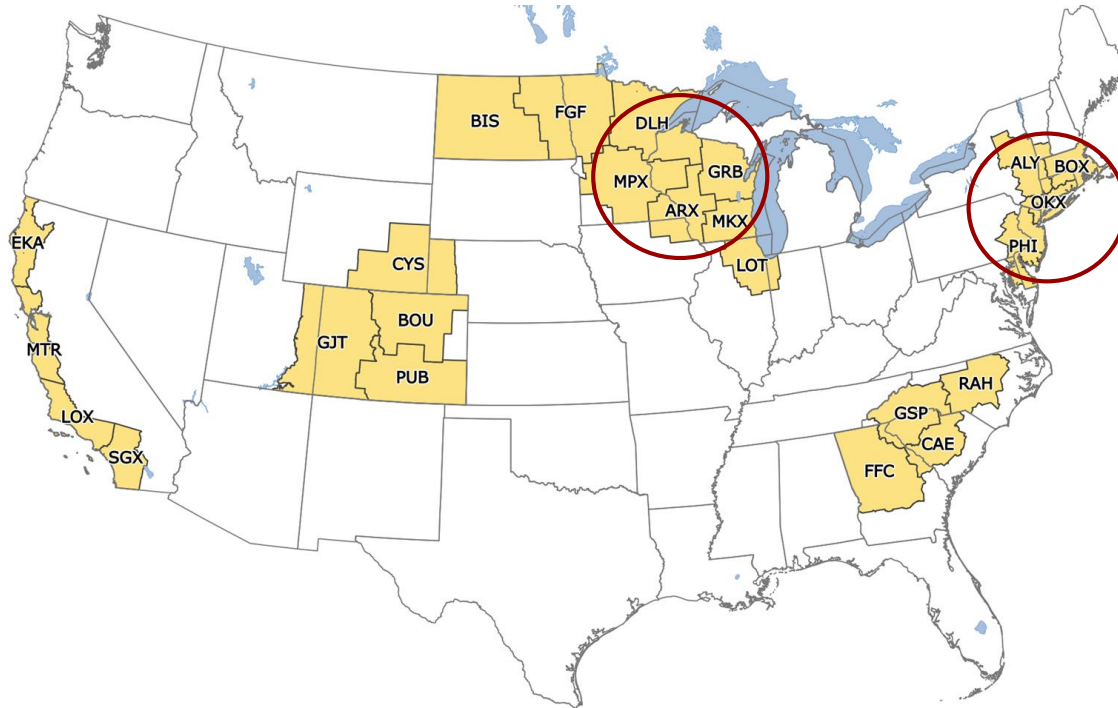 BIS
FGF
DLH
MPX
GRB
ARX
MKX
LOT
ALY
BOX
OKX
PHI
EKA
MTR
LOX
SGX
CYS
BOU
GJT
PUB
RAH
GSP
CAE
FFC